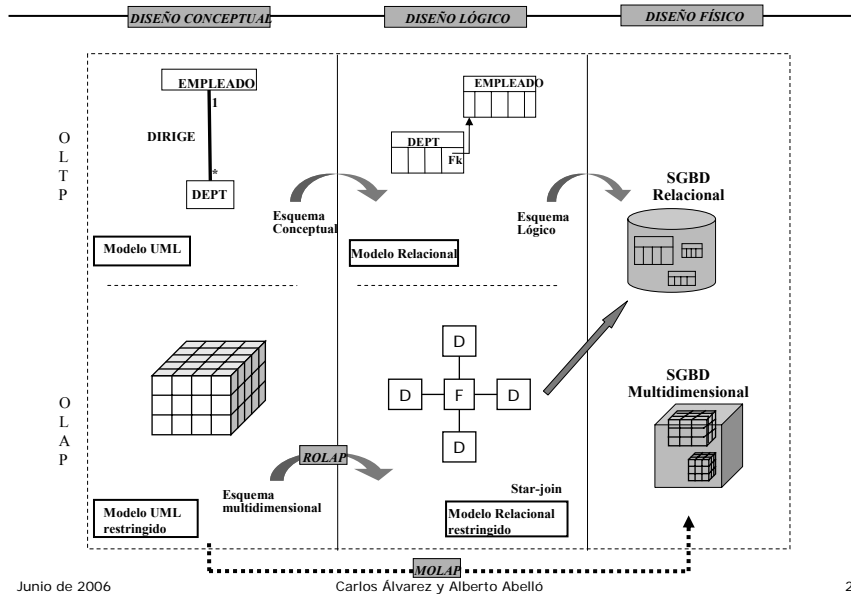 DISEÑO CONCEPTUAL
DISEÑO LÓGICO
DISEÑO FÍSICO
OLTP
EMPLEADO
1
DIRIGE
*
DEPT
Esquema
Conceptual
Modelo UML
EMPLEADO
DEPT
Fk
Esquema
Lógico
Modelo Relacional
SGBD
Relacional
OLAP
ROLAP
Esquema
multidimensional
Modelo UML
restringido
D
D
F
D
D
Star-join
Modelo Relacional
restringido
SGBD
Multidimensional
MOLAP
Junio de 2006
Carlos Álvarez y Alberto Abelló
2